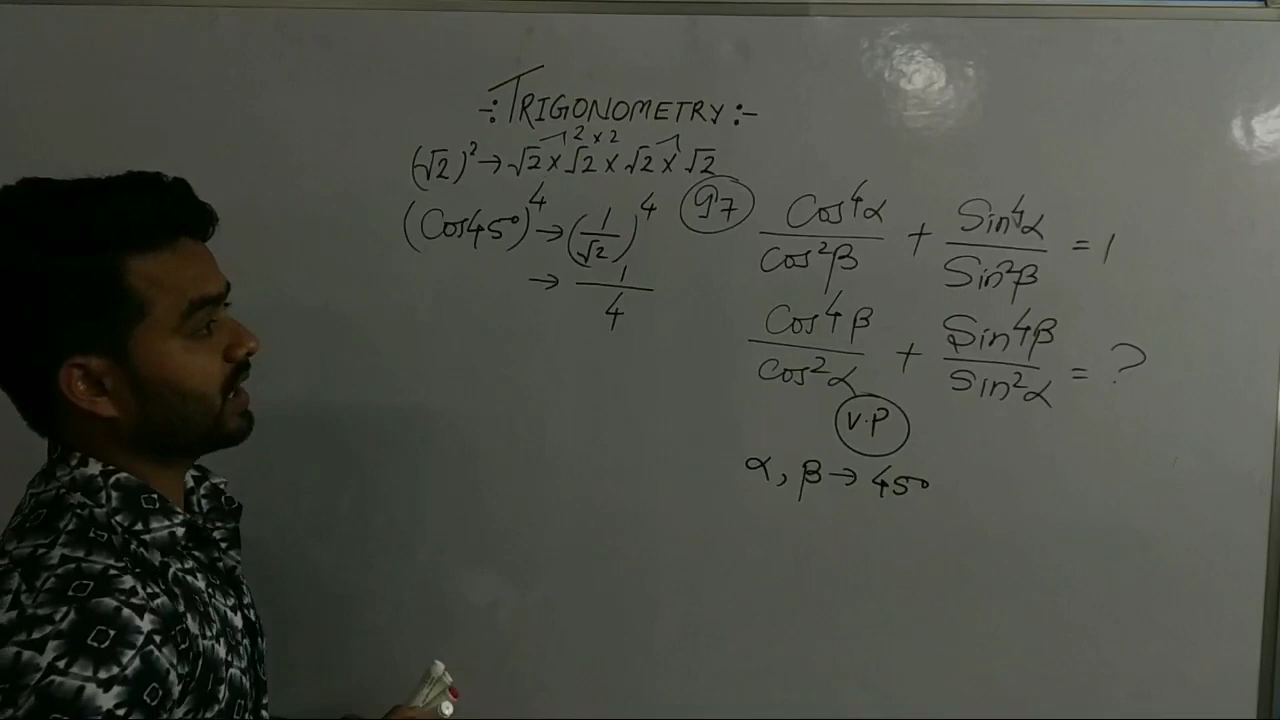 -: TRIGONOMETRY :-
(√2)² → √2 × √2 × √2 × √2
2 × 2
(Cos45°)⁴ → (1/√2)⁴
→ 1/4
97 Cos⁴α/Cos²β + Sin⁴α/Sin²β = 1
Cos⁴β/Cos²α + Sin⁴β/Sin²α = ?
V.P
α, β → 45°